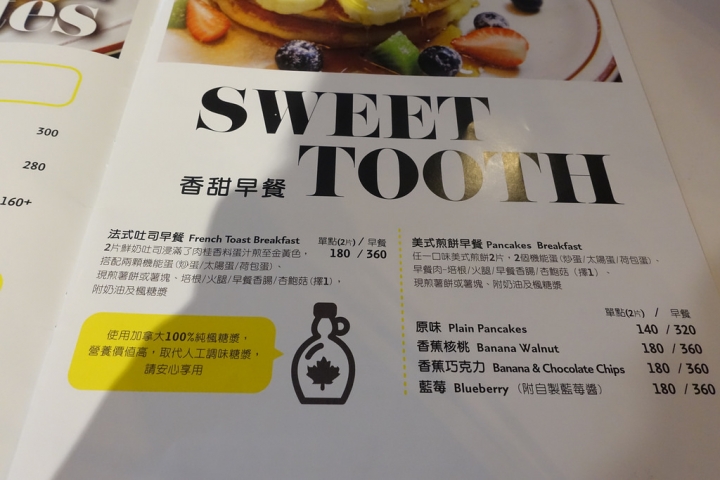 es
300
280
160+
SWEET
TOOTH
香甜早餐
法式吐司早餐 French Toast Breakfast 單點(2片) / 早餐
180 / 360
2片鮮奶吐司浸滿了肉桂香料蛋汁煎至金黃色，
搭配兩顆機能蛋(炒蛋/太陽蛋/荷包蛋)、
現煎薯餅或薯塊、培根/火腿/早餐香腸/杏鮑菇(擇1)，
附奶油及楓糖漿
使用加拿大100%純楓糖漿，
營養價值高，取代人工調味糖漿，
請安心享用
美式煎餅早餐 Pancakes Breakfast
任一口味美式煎餅2片，2個機能蛋(炒蛋/太陽蛋/荷包蛋)、
早餐肉-培根/火腿/早餐香腸/杏鮑菇（擇1）、
現煎薯餅或薯塊、附奶油及楓糖漿
單點(2片) / 早餐
原味 Plain Pancakes 140 / 320
香蕉核桃 Banana Walnut 180 / 360
香蕉巧克力 Banana & Chocolate Chips 180 / 360
藍莓 Blueberry（附自製藍莓醬） 180 / 360